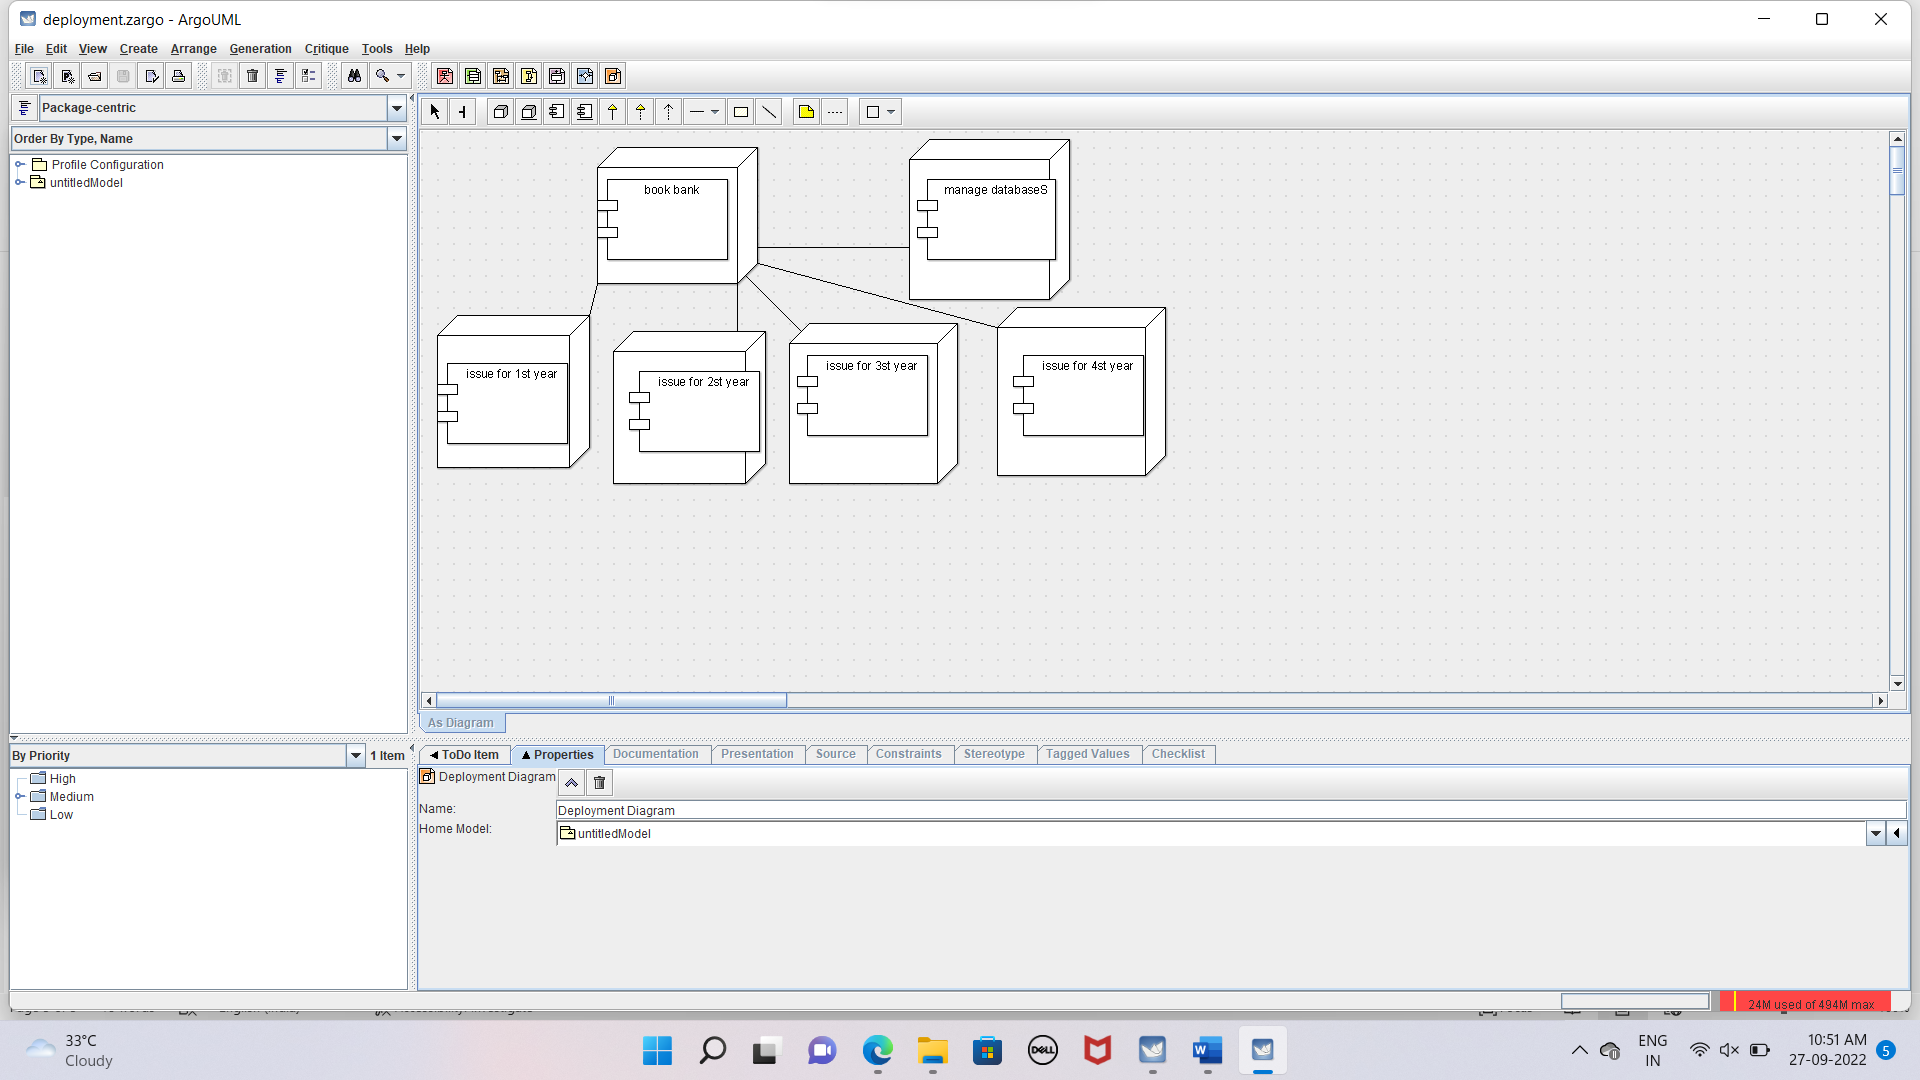 deployment.zargo - ArgoUML
File Edit View Create Arrange Generation Critique Tools Help
Package-centric
Order By Type, Name
Profile Configuration
untitledModel
book bank
manage databaseS
issue for 1st year
issue for 2st year
issue for 3st year
issue for 4st year
As Diagram
By Priority
1 Item
High
Medium
Low
ToDo Item Properties Documentation Presentation Source Constraints Stereotype Tagged Values Checklist
Deployment Diagram
Name:
Deployment Diagram
Home Model:
untitledModel
24M used of 494M max
33°C
Cloudy
DELL
ENG
IN
10:51 AM
27-09-2022
5